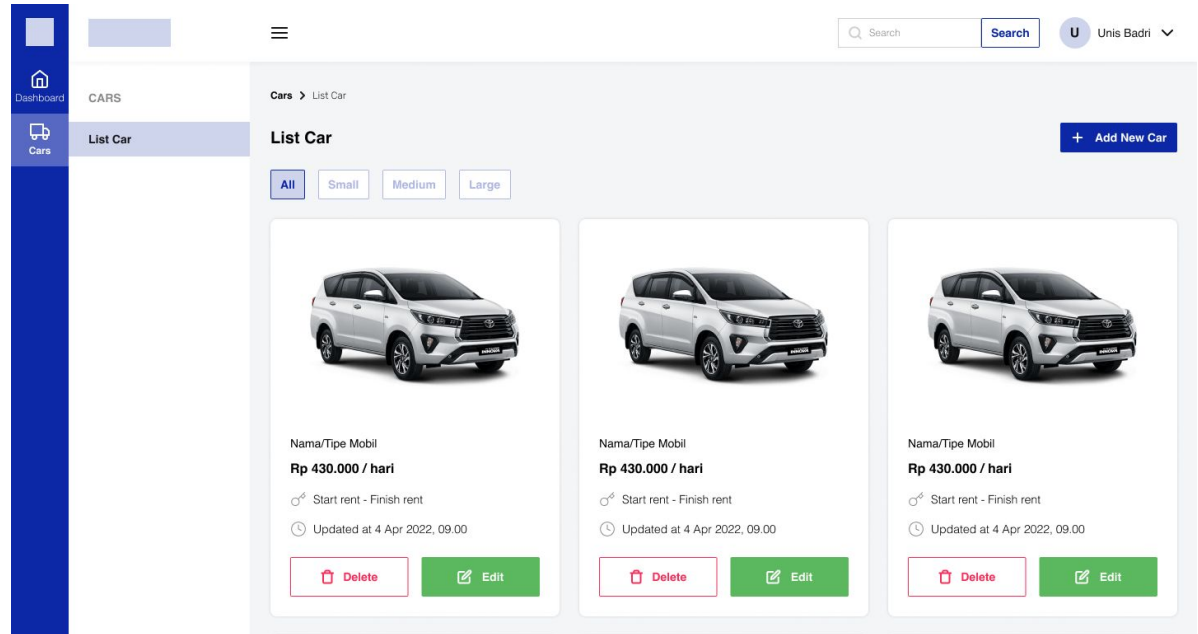 Search
Search
U
Unis Badri
Dashboard
Cars
CARS
List Car
Cars > List Car
List Car
+ Add New Car
All
Small
Medium
Large
Nama/Tipe Mobil
Rp 430.000 / hari
Start rent - Finish rent
Updated at 4 Apr 2022, 09.00
Delete
Edit
Nama/Tipe Mobil
Rp 430.000 / hari
Start rent - Finish rent
Updated at 4 Apr 2022, 09.00
Delete
Edit
Nama/Tipe Mobil
Rp 430.000 / hari
Start rent - Finish rent
Updated at 4 Apr 2022, 09.00
Delete
Edit